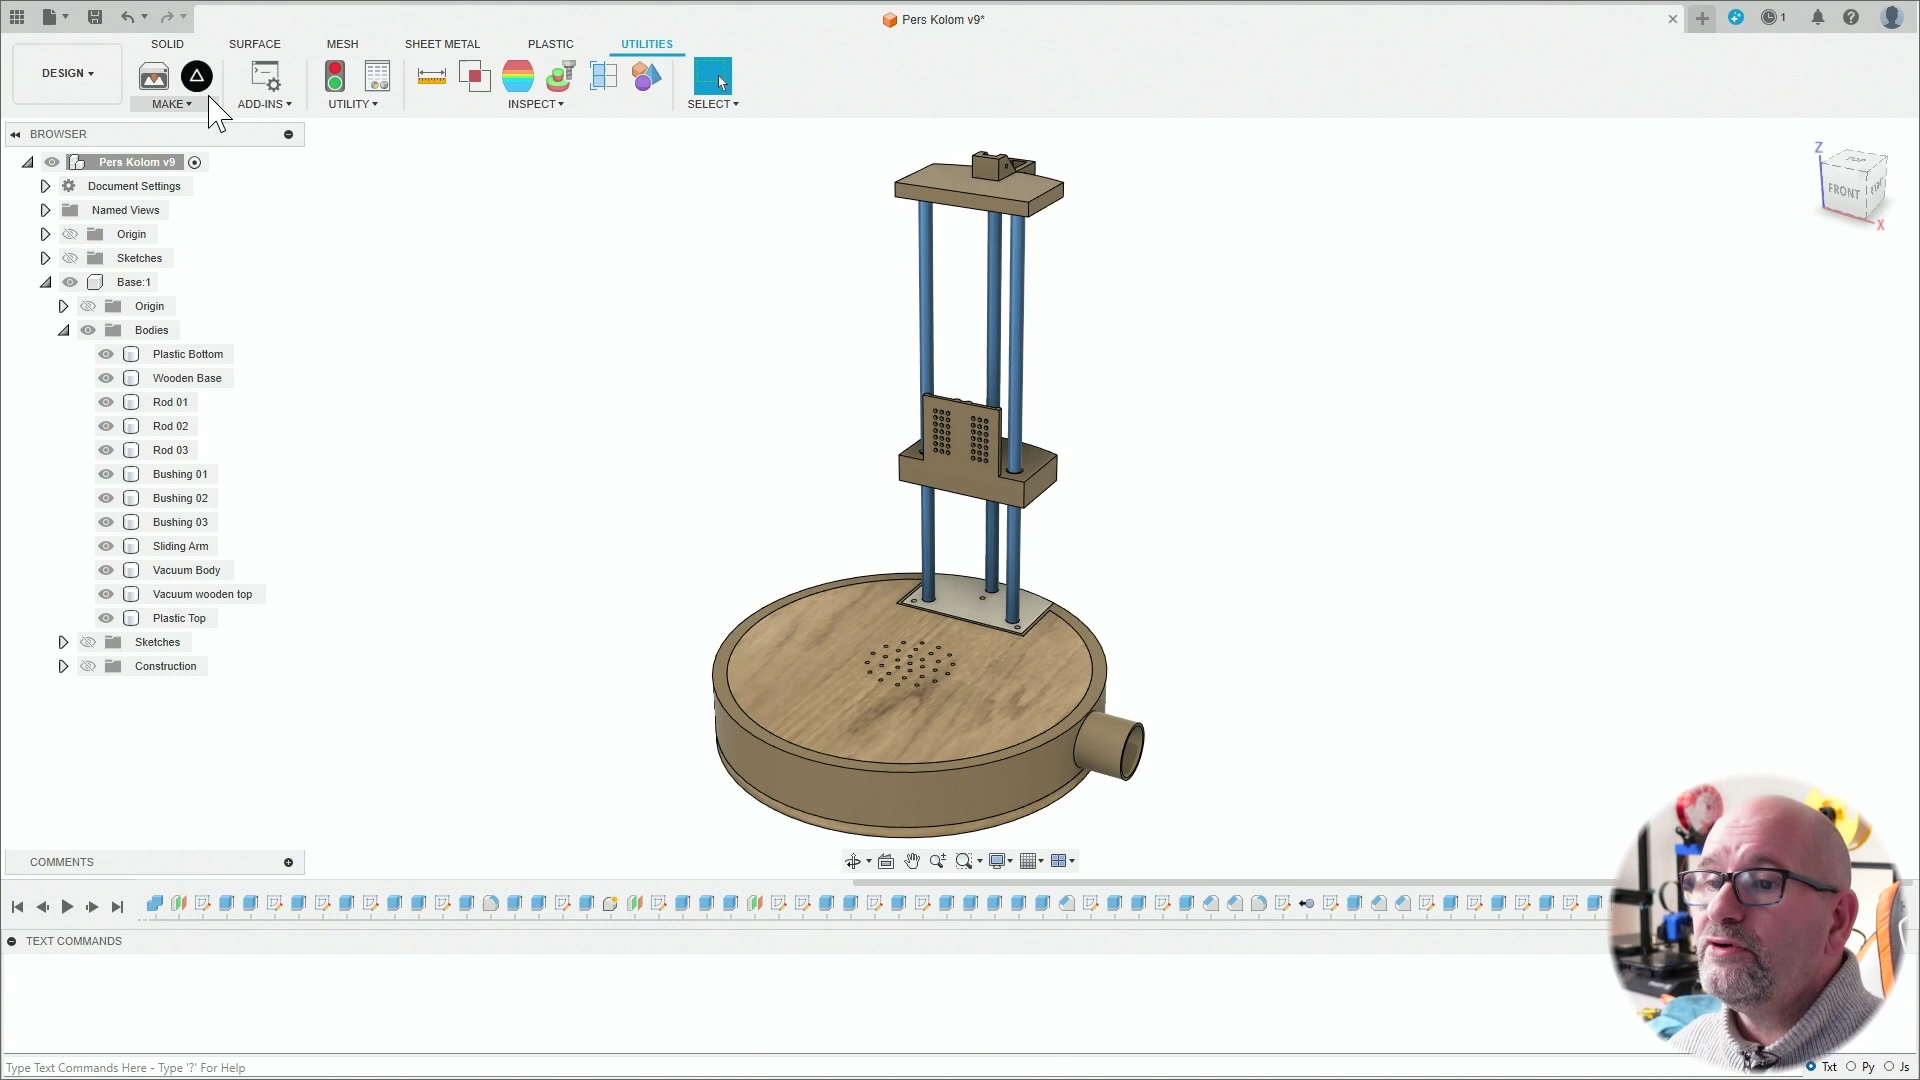 Pers Kolom v9*
1
SOLID
SURFACE
MESH
SHEET METAL
PLASTIC
UTILITIES
DESIGN
MAKE
ADD-INS
UTILITY
INSPECT
SELECT
BROWSER
Pers Kolom v9
Document Settings
Named Views
Origin
Sketches
Base:1
Origin
Bodies
Plastic Bottom
Wooden Base
Rod 01
Rod 02
Rod 03
Bushing 01
Bushing 02
Bushing 03
Sliding Arm
Vacuum Body
Vacuum wooden top
Plastic Top
Sketches
Construction
Z
TOP
FRONT
X
COMMENTS
TEXT COMMANDS
Type Text Commands Here - Type '?' For Help
Txt
Py
Js